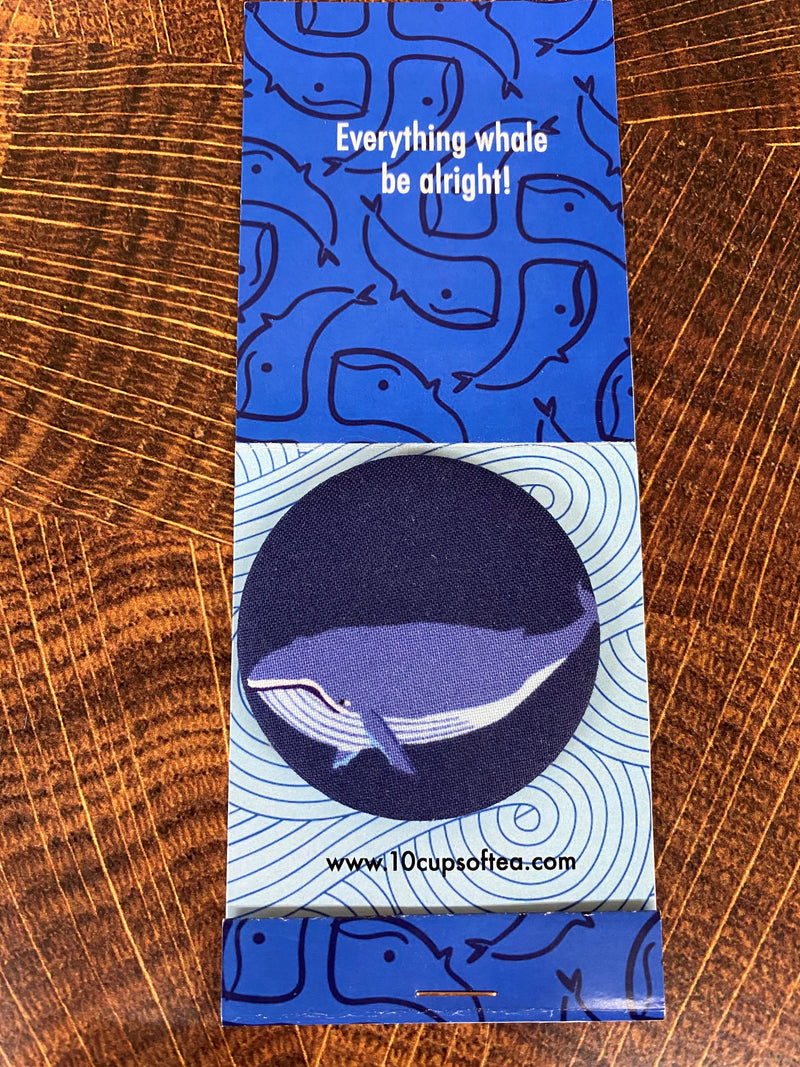 Everything whale
be alright!
www.10cupsoftea.com